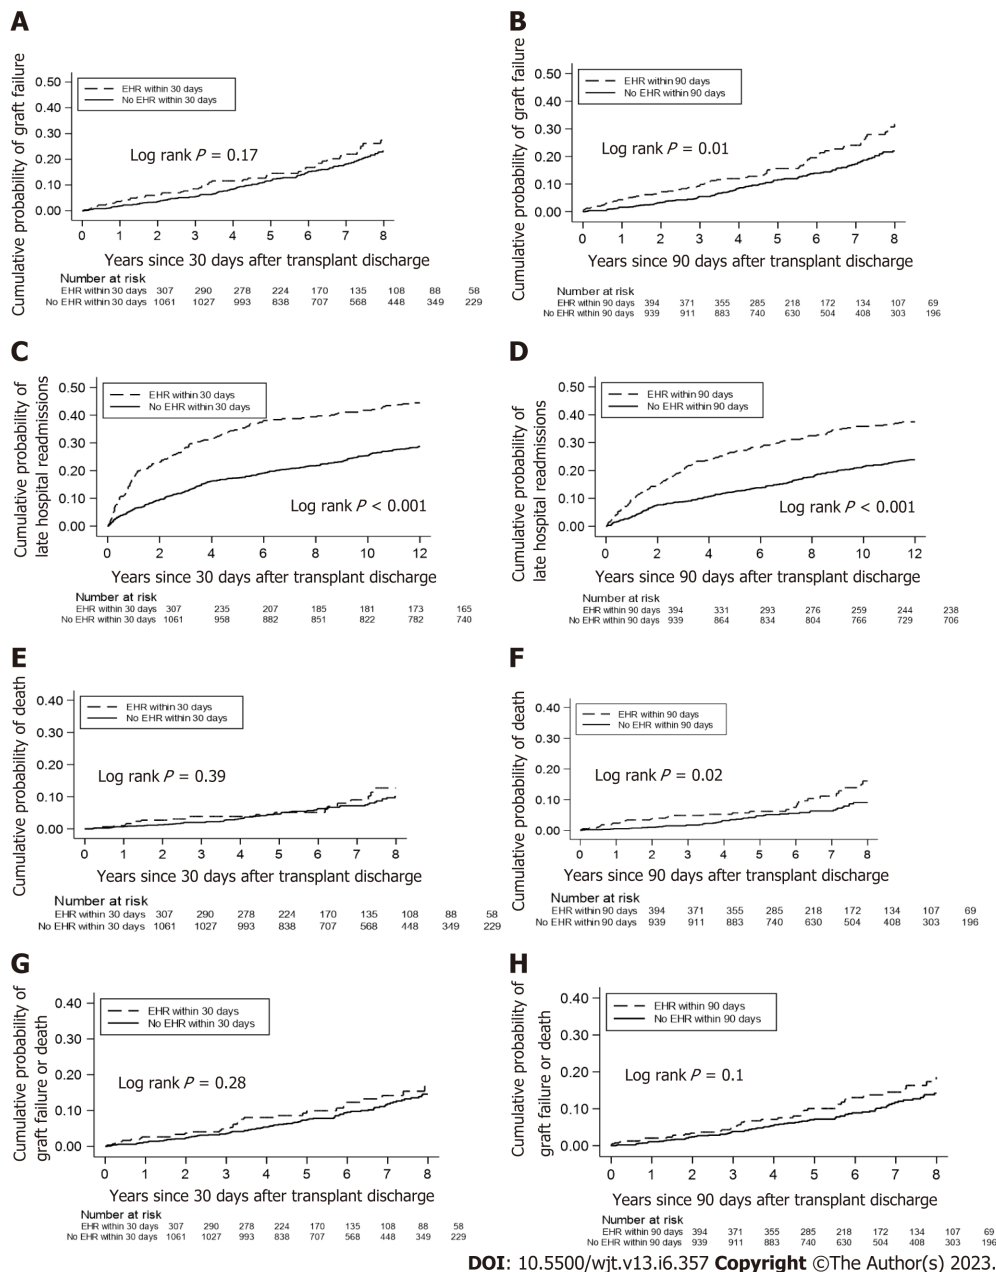 A
Cumulative probability of graft failure
0.50
0.40
0.30
0.20
0.10
0.00
EHR within 30 days
No EHR within 30 days
Log rank P = 0.17
0 1 2 3 4 5 6 7 8
Years since 30 days after transplant discharge
Number at risk
EHR within 30 days 307 290 278 224 170 135 108 88 58
No EHR within 30 days 1061 1027 993 838 707 568 448 349 229
B
Cumulative probability of graft failure
0.50
0.40
0.30
0.20
0.10
0.00
EHR within 90 days
No EHR within 90 days
Log rank P = 0.01
0 1 2 3 4 5 6 7 8
Years since 90 days after transplant discharge
Number at risk
EHR within 90 days 394 371 355 285 218 172 134 107 69
No EHR within 90 days 939 911 883 740 630 504 408 303 196
C
Cumulative probability of
late hospital readmissions
0.50
0.40
0.30
0.20
0.10
0.00
EHR within 30 days
No EHR within 30 days
Log rank P < 0.001
0 2 4 6 8 10 12
Years since 30 days after transplant discharge
Number at risk
EHR within 30 days 307 235 207 185 181 173 165
No EHR within 30 days 1061 958 882 851 822 782 740
D
Cumulative probability of
late hospital readmissions
0.50
0.40
0.30
0.20
0.10
0.00
EHR within 90 days
No EHR within 90 days
Log rank P < 0.001
0 2 4 6 8 10 12
Years since 90 days after transplant discharge
Number at risk
EHR within 90 days 394 331 293 276 259 244 238
No EHR within 90 days 939 864 834 804 766 729 706
E
Cumulative probability of death
0.40
0.30
0.20
0.10
0.00
EHR within 30 days
No EHR within 30 days
Log rank P = 0.39
0 1 2 3 4 5 6 7 8
Years since 30 days after transplant discharge
Number at risk
EHR within 30 days 307 290 278 224 170 135 108 88 58
No EHR within 30 days 1061 1027 993 838 707 568 448 349 229
F
Cumulative probability of death
0.40
0.30
0.20
0.10
0.00
EHR within 90 days
No EHR within 90 days
Log rank P = 0.02
0 1 2 3 4 5 6 7 8
Years since 90 days after transplant discharge
Number at risk
EHR within 90 days 394 371 355 285 218 172 134 107 69
No EHR within 90 days 939 911 883 740 630 504 408 303 196
G
Cumulative probability of
graft failure or death
0.40
0.30
0.20
0.10
0.00
EHR within 30 days
No EHR within 30 days
Log rank P = 0.28
0 1 2 3 4 5 6 7 8
Years since 30 days after transplant discharge
Number at risk
EHR within 30 days 307 290 278 224 170 135 108 88 58
No EHR within 30 days 1061 1027 993 838 707 568 448 349 229
H
Cumulative probability of
graft failure or death
0.40
0.30
0.20
0.10
0.00
EHR within 90 days
No EHR within 90 days
Log rank P = 0.1
0 1 2 3 4 5 6 7 8
Years since 90 days after transplant discharge
Number at risk
EHR within 90 days 394 371 355 285 218 172 134 107 69
No EHR within 90 days 939 911 883 740 630 504 408 303 196
DOI: 10.5500/wjt.v13.i6.357 Copyright ©The Author(s) 2023.